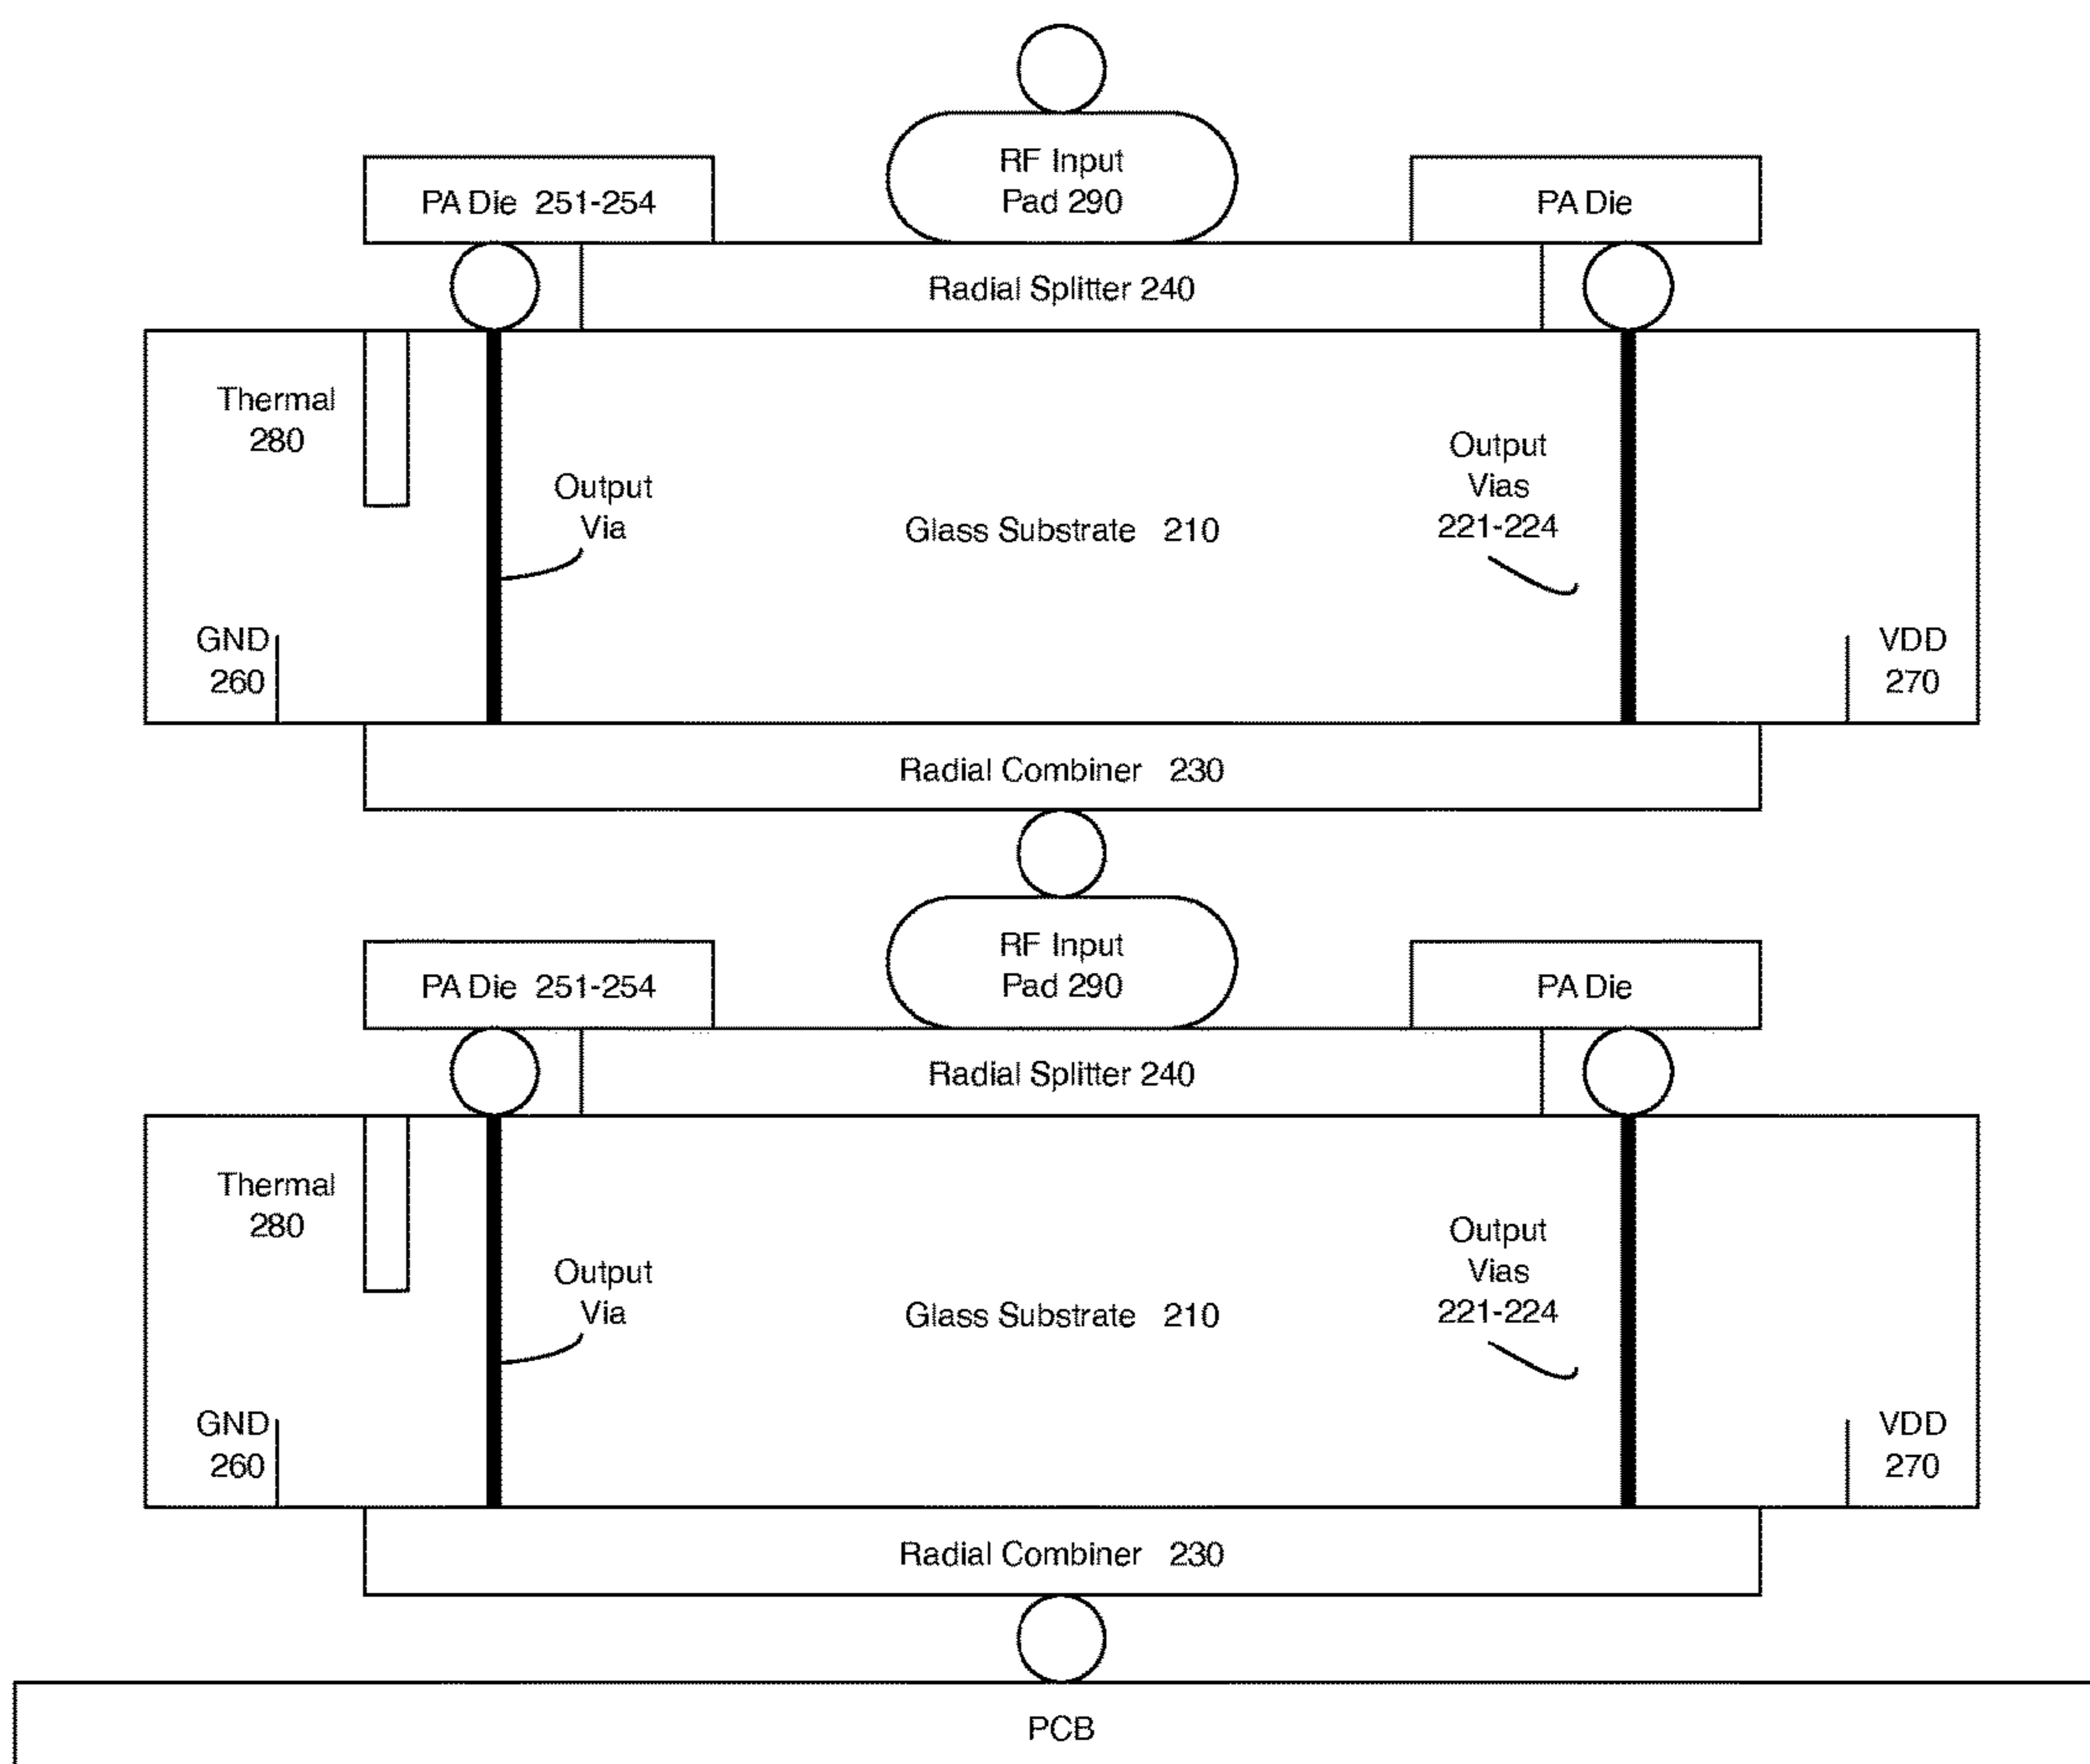 RF Input
Pad 290
PA Die 251-254
PA Die
Radial Splitter 240
Thermal
280
Output
Via
Glass Substrate 210
Output
Vias
221-224
GND
260
VDD
270
Radial Combiner 230
RF Input
Pad 290
PA Die 251-254
PA Die
Radial Splitter 240
Thermal
280
Output
Via
Glass Substrate 210
Output
Vias
221-224
GND
260
VDD
270
Radial Combiner 230
PCB